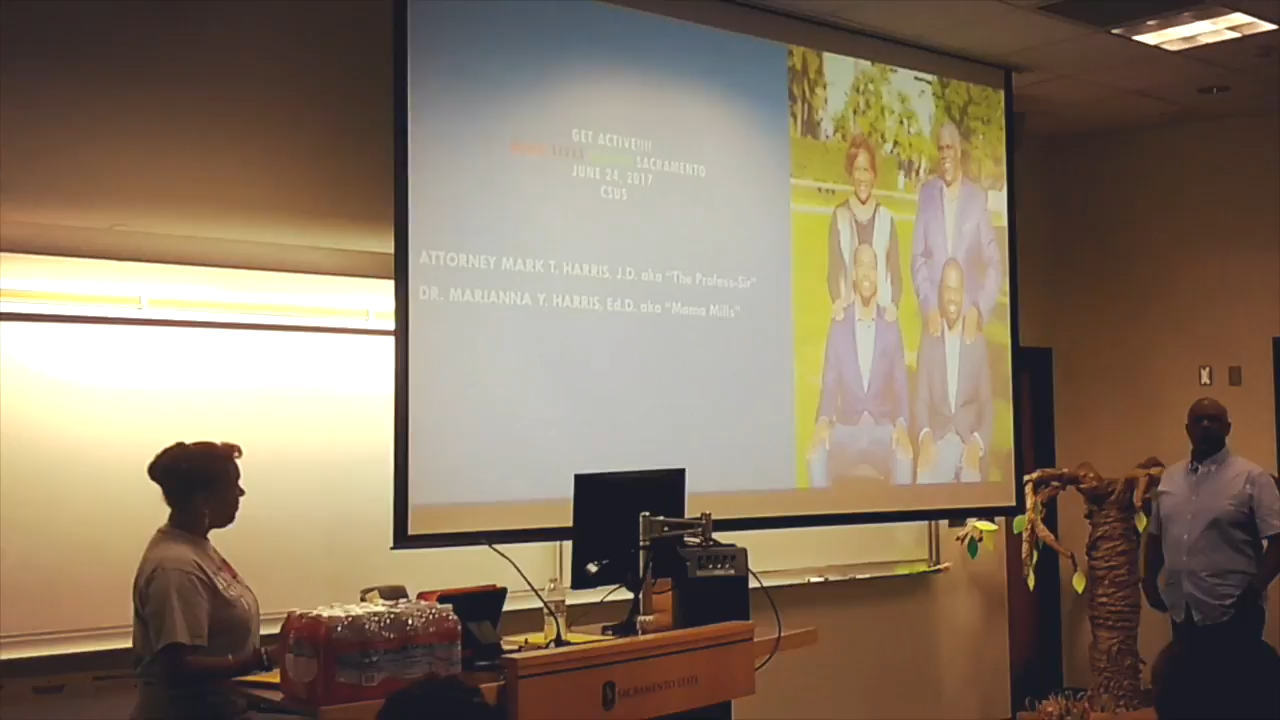 GET ACTIVE!!!!
LIVES SACRAMENTO
JUNE 24, 2017
CSUS
ATTORNEY MARK T. HARRIS, J.D. aka "The Profess-Sir"
DR. MARIANNA Y. HARRIS, Ed.D. aka "Mama Mills"
SACRAMENTO STATE